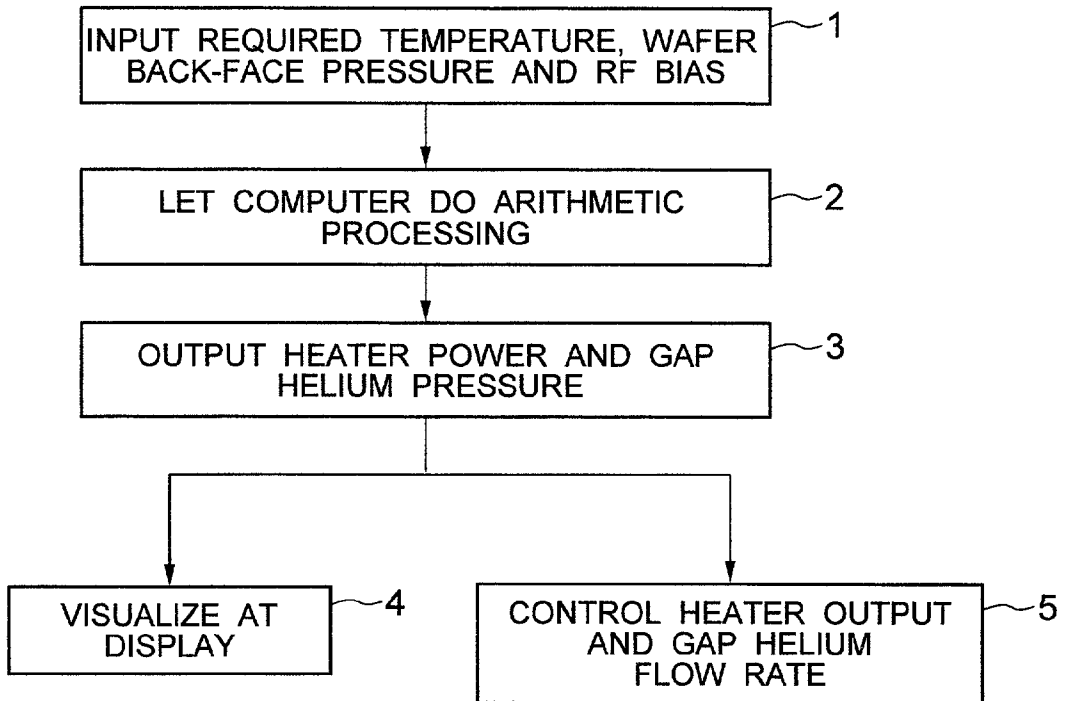 INPUT REQUIRED TEMPERATURE, WAFER
BACK-FACE PRESSURE AND RF BIAS
1
LET COMPUTER DO ARITHMETIC
PROCESSING
2
OUTPUT HEATER POWER AND GAP
HELIUM PRESSURE
3
VISUALIZE AT
DISPLAY
4
CONTROL HEATER OUTPUT
AND GAP HELIUM
FLOW RATE
5